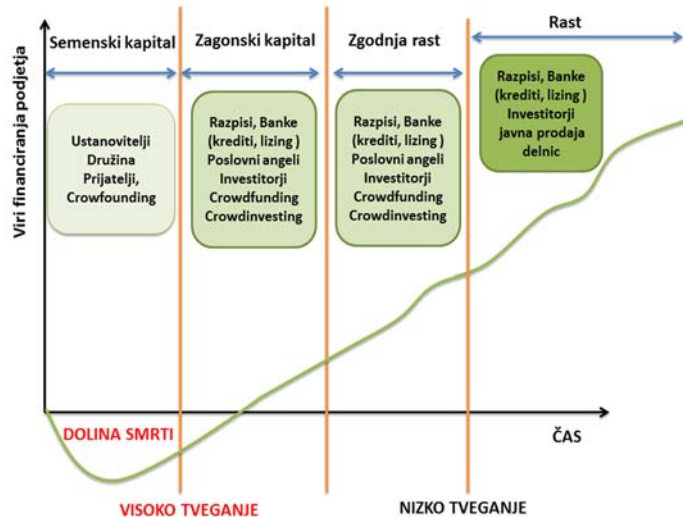 Viri financiranja podjetja
Semenski kapital
Zagonski kapital
Zgodnja rast
Rast
Ustanovitelji
Družina
Prijatelji,
Crowfounding
Razpisi, Banke
(krediti, lizing )
Poslovni angeli
Investitorji
Crowdfunding
Crowdinvesting
Razpisi, Banke
(krediti, lizing )
Poslovni angeli
Investitorji
Crowdfunding
Crowdinvesting
Razpisi, Banke
(krediti, lizing )
Investitorji
javna prodaja
delnic
DOLINA SMRTI
ČAS
VISOKO TVEGANJE
NIZKO TVEGANJE